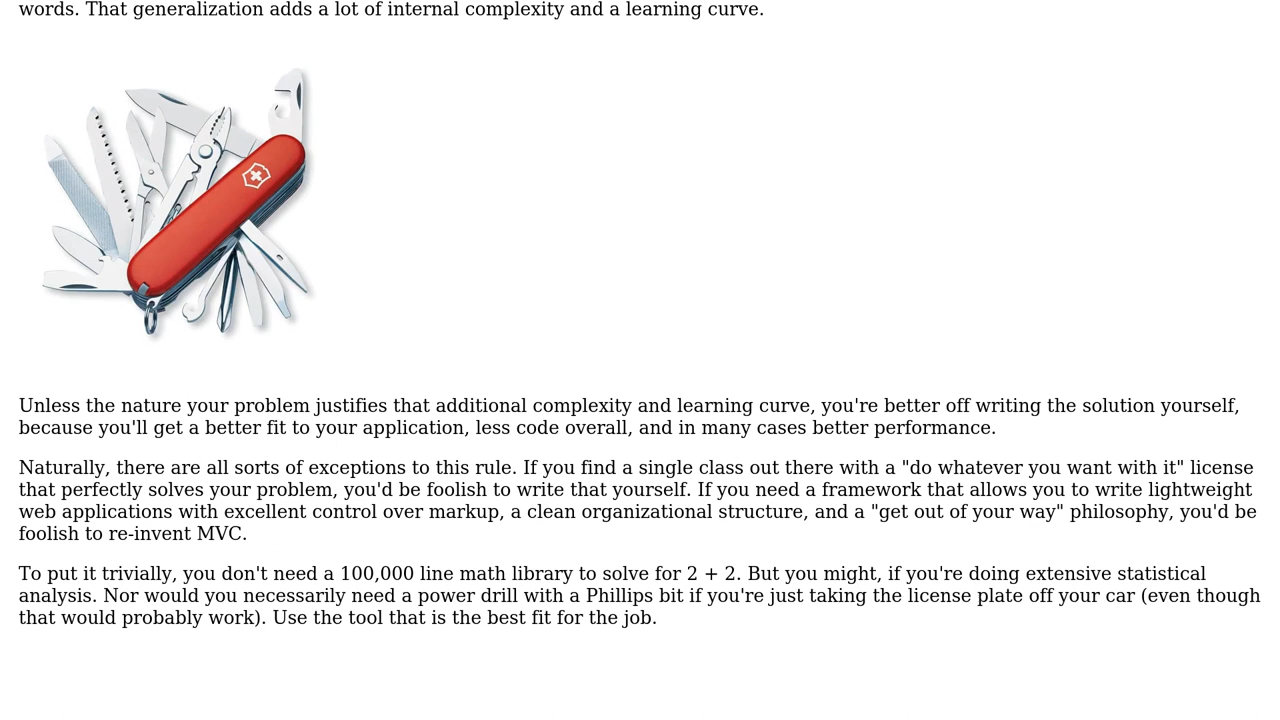 words. That generalization adds a lot of internal complexity and a learning curve.
Unless the nature your problem justifies that additional complexity and learning curve, you're better off writing the solution yourself,
because you'll get a better fit to your application, less code overall, and in many cases better performance.
Naturally, there are all sorts of exceptions to this rule. If you find a single class out there with a "do whatever you want with it" license
that perfectly solves your problem, you'd be foolish to write that yourself. If you need a framework that allows you to write lightweight
web applications with excellent control over markup, a clean organizational structure, and a "get out of your way" philosophy, you'd be
foolish to re-invent MVC.
To put it trivially, you don't need a 100,000 line math library to solve for 2 + 2. But you might, if you're doing extensive statistical
analysis. Nor would you necessarily need a power drill with a Phillips bit if you're just taking the license plate off your car (even though
that would probably work). Use the tool that is the best fit for the job.